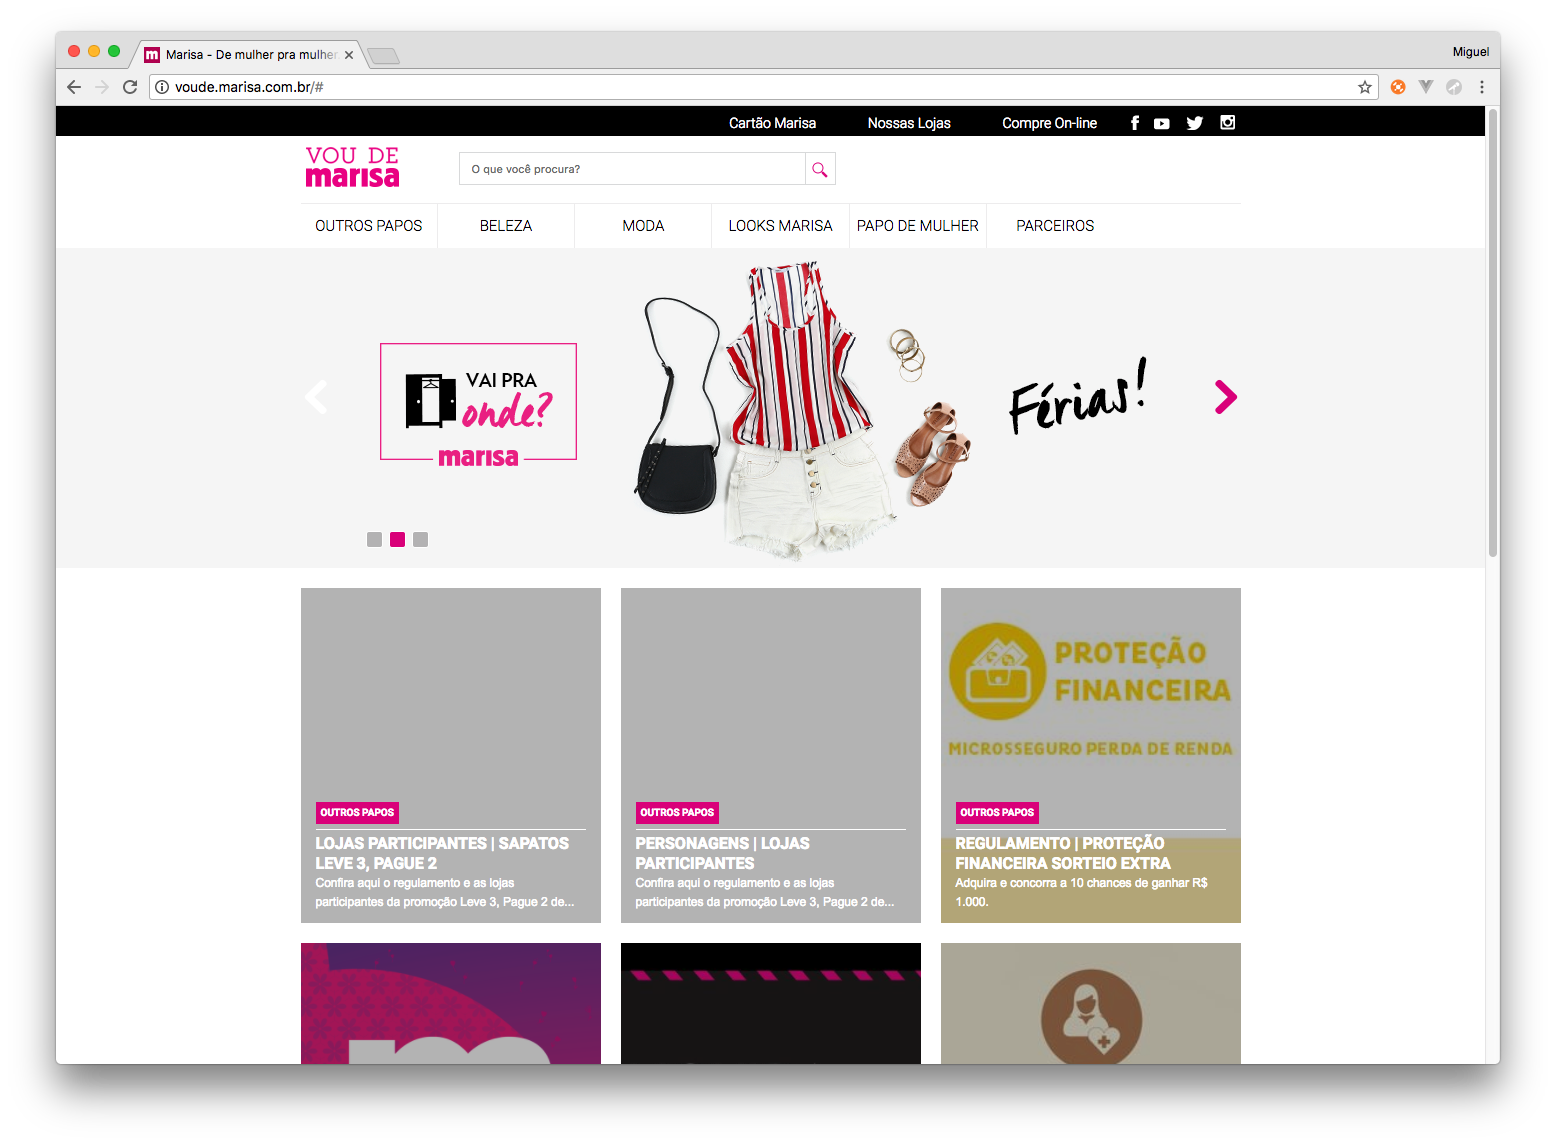 Marisa - De mulher pra mulher
Miguel
voude.marisa.com.br/#
Cartão Marisa
Nossas Lojas
Compre On-line
VOU DE
marisa
O que você procura?
OUTROS PAPOS
BELEZA
MODA
LOOKS MARISA
PAPO DE MULHER
PARCEIROS
VAI PRA
onde?
marisa
Férias!
OUTROS PAPOS
LOJAS PARTICIPANTES | SAPATOS
LEVE 3, PAGUE 2
Confira aqui o regulamento e as lojas
participantes da promoção Leve 3, Pague 2 de...
OUTROS PAPOS
PERSONAGENS | LOJAS
PARTICIPANTES
Confira aqui o regulamento e as lojas
participantes da promoção Leve 3, Pague 2 de...
PROTEÇÃO
FINANCEIRA
MICROSSEGURO PERDA DE RENDA
OUTROS PAPOS
REGULAMENTO | PROTEÇÃO
FINANCEIRA SORTEIO EXTRA
Adquira e concorra a 10 chances de ganhar R$
1.000.
m